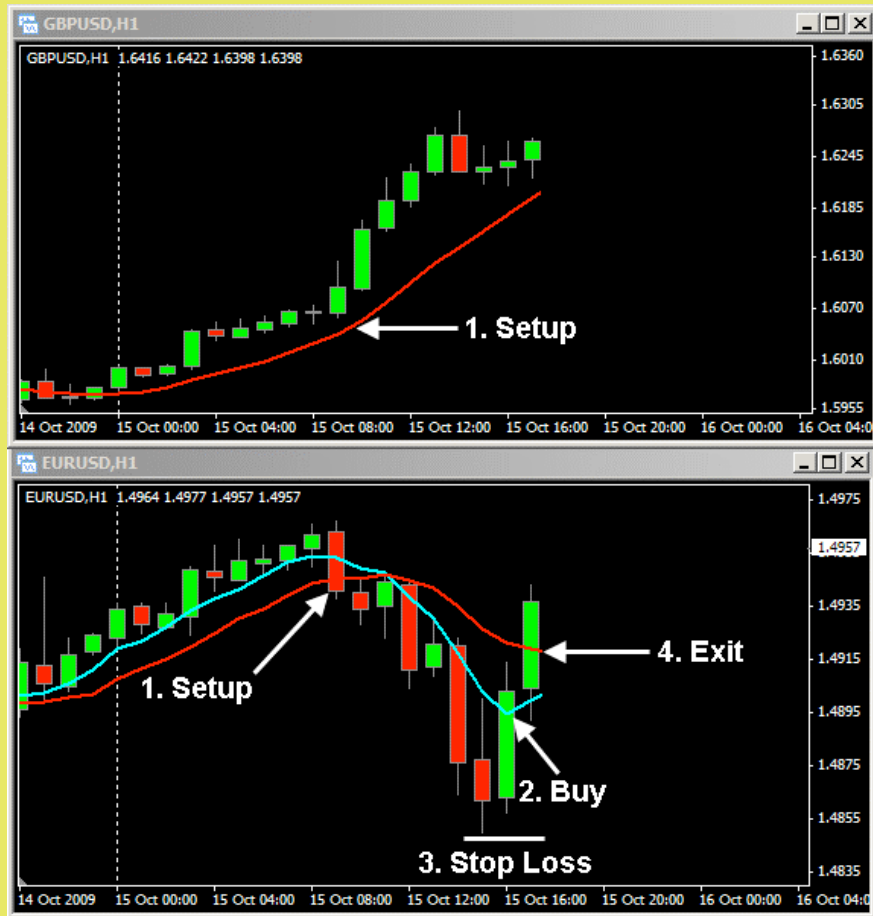 GBPUSD,H1
GBPUSD,H1 1.6416 1.6422 1.6398 1.6398
1.6360
1.6305
1.6245
1.6185
1.6130
1.6070
1. Setup
1.6010
1.5955
14 Oct 2009 15 Oct 00:00 15 Oct 04:00 15 Oct 08:00 15 Oct 12:00 15 Oct 16:00 15 Oct 20:00 16 Oct 00:00 16 Oct 04:0
EURUSD,H1
EURUSD,H1 1.4964 1.4977 1.4957 1.4957
1.4975
1.4957
1.4935
4. Exit
1.4915
1. Setup
1.4895
1.4875
2. Buy
1.4855
3. Stop Loss
1.4835
14 Oct 2009 15 Oct 00:00 15 Oct 04:00 15 Oct 08:00 15 Oct 12:00 15 Oct 16:00 15 Oct 20:00 16 Oct 00:00 16 Oct 04:0